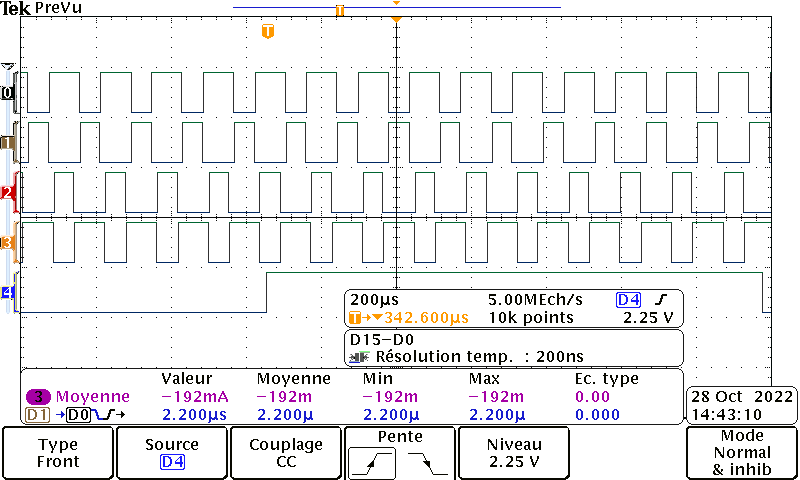 Tek PreVu
T
T
0
1
2
3
4
200µs 5.00MEch/s D4
T→▼342.600µs 10k points 2.25 V
D15-D0
Résolution temp. : 200ns
Valeur Moyenne Min Max Ec. type
3 Moyenne −192mA −192m −192m −192m 0.00
D1 → D0 → 2.200µs 2.200µ 2.200µ 2.200µ 0.000
28 Oct 2022
14:43:10
Type
Front
Source
D4
Couplage
CC
Pente
Niveau
2.25 V
Mode
Normal
& inhib